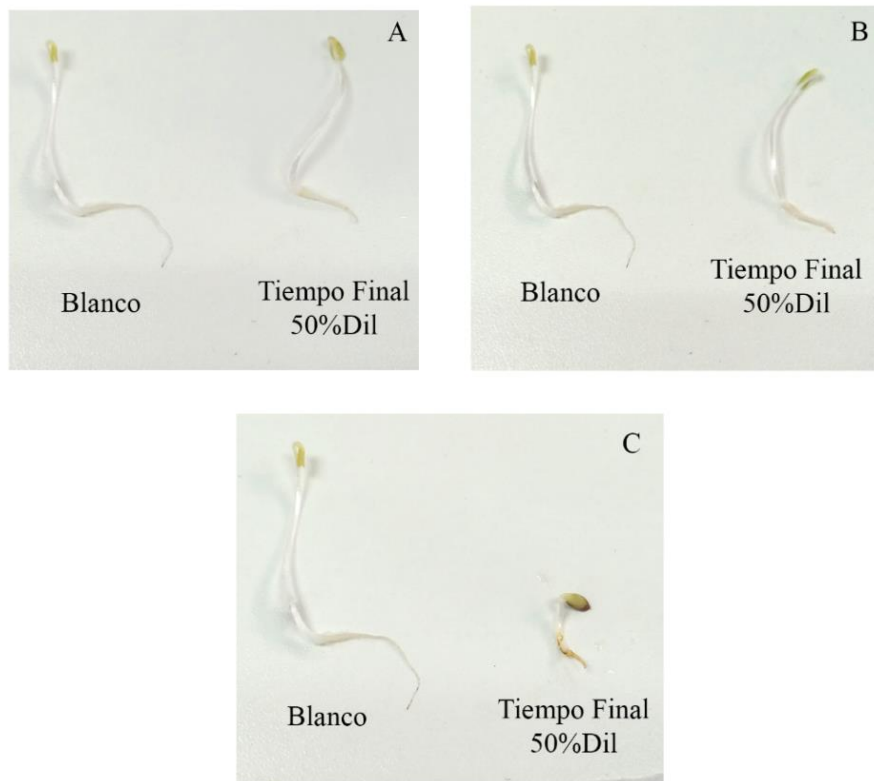 A
Blanco
Tiempo Final
50%Dil
B
Blanco
Tiempo Final
50%Dil
C
Blanco
Tiempo Final
50%Dil